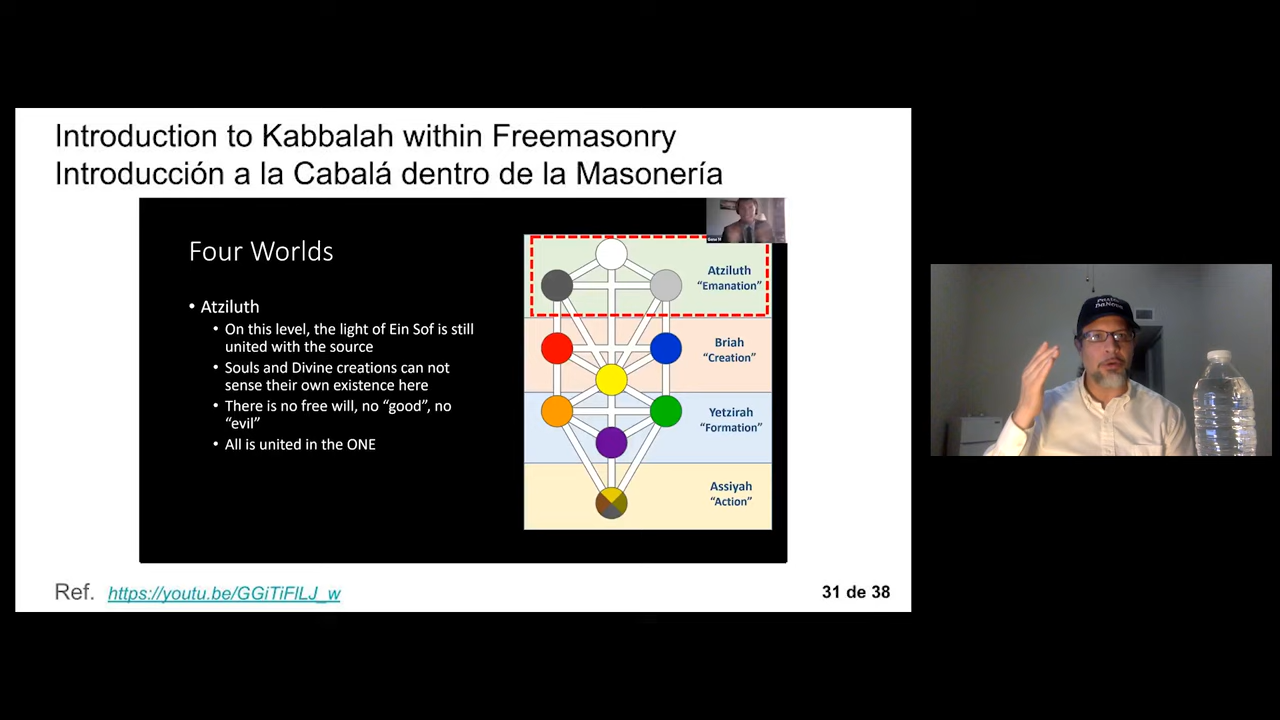 Introduction to Kabbalah within Freemasonry
Introducción a la Cabalá dentro de la Masonería
Four Worlds
• Atziluth
• On this level, the light of Ein Sof is still
united with the source
• Souls and Divine creations can not
sense their own existence here
• There is no free will, no “good”, no
“evil”
• All is united in the ONE
Atziluth
“Emanation”
Briah
“Creation”
Yetzirah
“Formation”
Assiyah
“Action”
Ref. https://youtu.be/GGiTiFlLJ_w
31 de 38